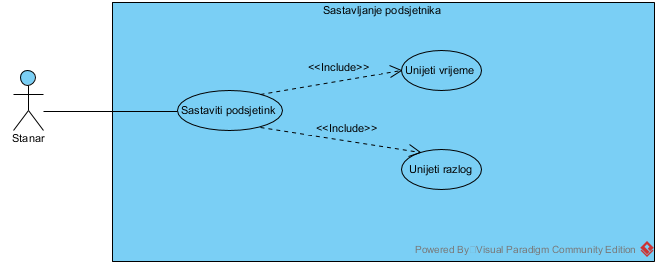 Sastavljanje podsjetnika
<<Include>>
Unijeti vrijeme
Sastaviti podsjetink
Stanar
<<Include>>
Unijeti razlog
Powered By Visual Paradigm Community Edition